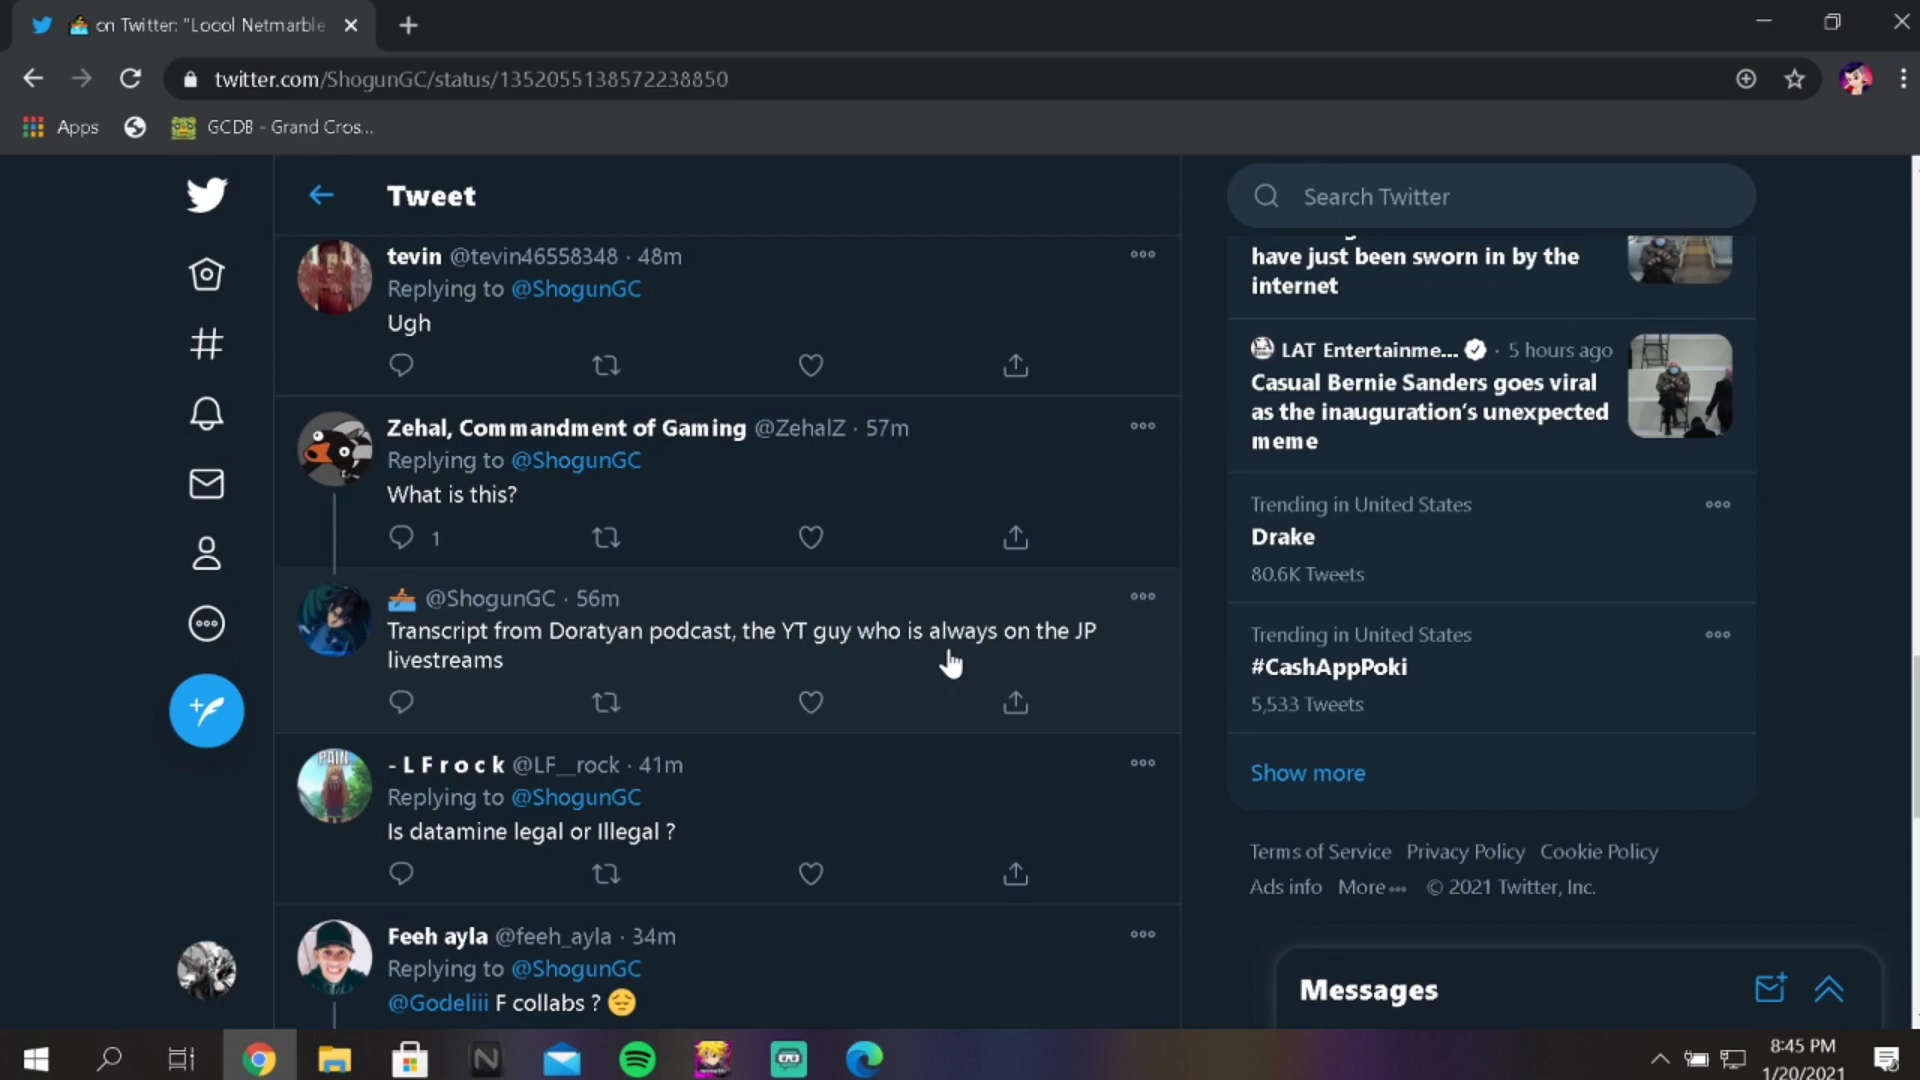 on Twitter: "Loool Netmarble
twitter.com/ShogunGC/status/1352055138572238850
Apps
GCDB - Grand Cros...
Tweet
Search Twitter
tevin @tevin46558348 · 48m
Replying to @ShogunGC
Ugh
Zehal, Commandment of Gaming @ZehalZ · 57m
Replying to @ShogunGC
What is this?
1
@ShogunGC · 56m
Transcript from Doratyan podcast, the YT guy who is always on the JP
livestreams
PAIN
- L F r o c k @LF__rock · 41m
Replying to @ShogunGC
Is datamine legal or Illegal ?
Feeh ayla @feeh_ayla · 34m
Replying to @ShogunGC
@Godeliii F collabs ? 😔
have just been sworn in by the
internet
LAT Entertainme... · 5 hours ago
Casual Bernie Sanders goes viral
as the inauguration's unexpected
meme
Trending in United States
Drake
80.6K Tweets
Trending in United States
#CashAppPoki
5,533 Tweets
Show more
Terms of Service Privacy Policy Cookie Policy
Ads info More © 2021 Twitter, Inc.
Messages
8:45 PM
1/20/2021